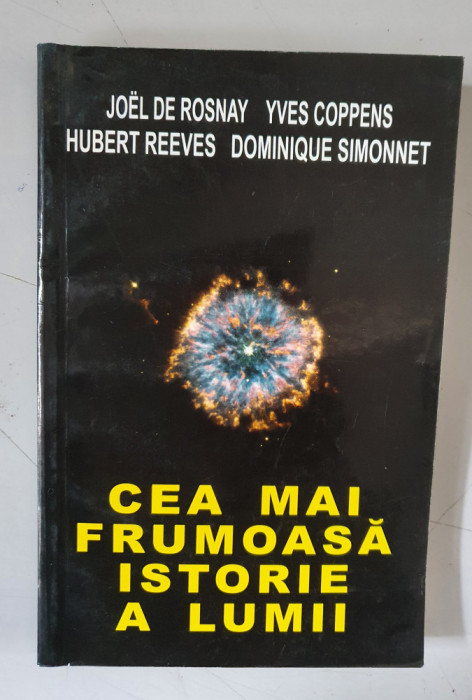 JOËL DE ROSNAY YVES COPPENS
HUBERT REEVES DOMINIQUE SIMONNET
CEA MAI
FRUMOASĂ
ISTORIE
A LUMII